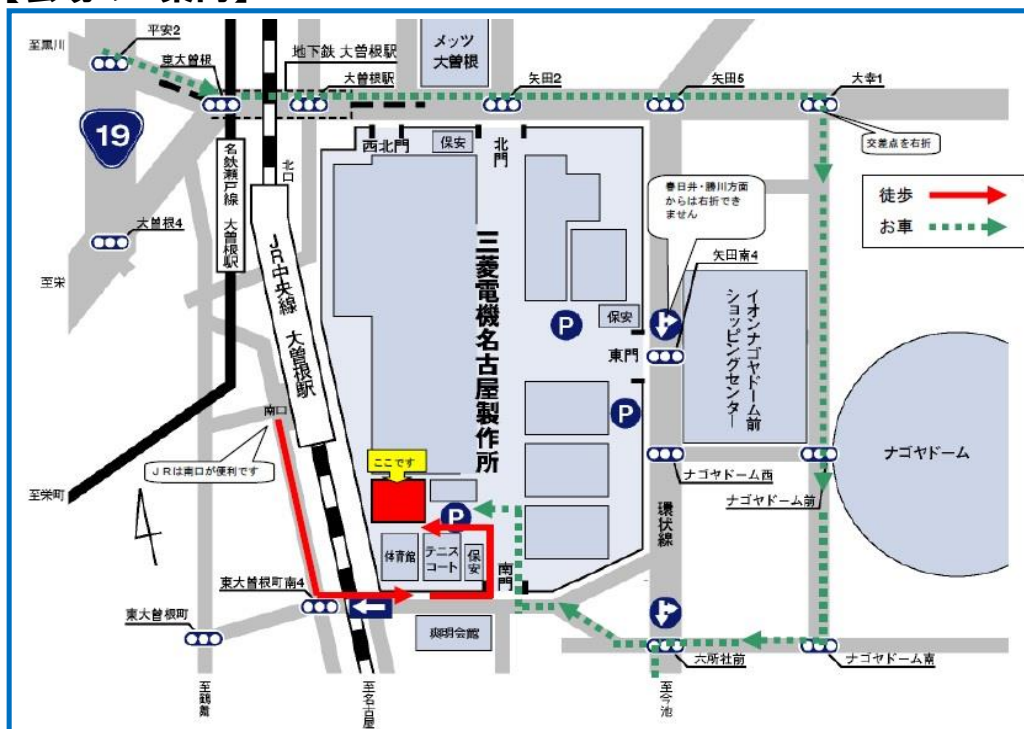 至黒川
平安2
東大曽根
地下鉄 大曽根駅
大曽根駅
メッツ
大曽根
矢田2
矢田5
大幸1
交差点を右折
19
西北門
保安
北門
北口
名鉄瀬戸線 大曽根駅
大曽根4
至栄
JR中央線 大曽根駅
三菱電機名古屋製作所
春日井・勝川方面
からは右折でき
ません
徒歩
お車
矢田南4
P
保安
東門
イオンナゴヤドーム前
ショッピングセンター
P
ナゴヤドーム
南口
JRは南口が便利です
ここです
至栄町
ナゴヤドーム西
ナゴヤドーム前
環状線
P
体育館
テニス
コート
保安
南門
東大曽根町南4
東大曽根町
六所社前
ナゴヤドーム南
至鶴舞
至名古屋
至今池